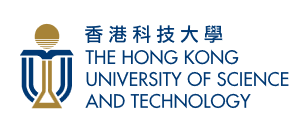 香港科技大學
THE HONG KONG
UNIVERSITY OF SCIENCE
AND TECHNOLOGY